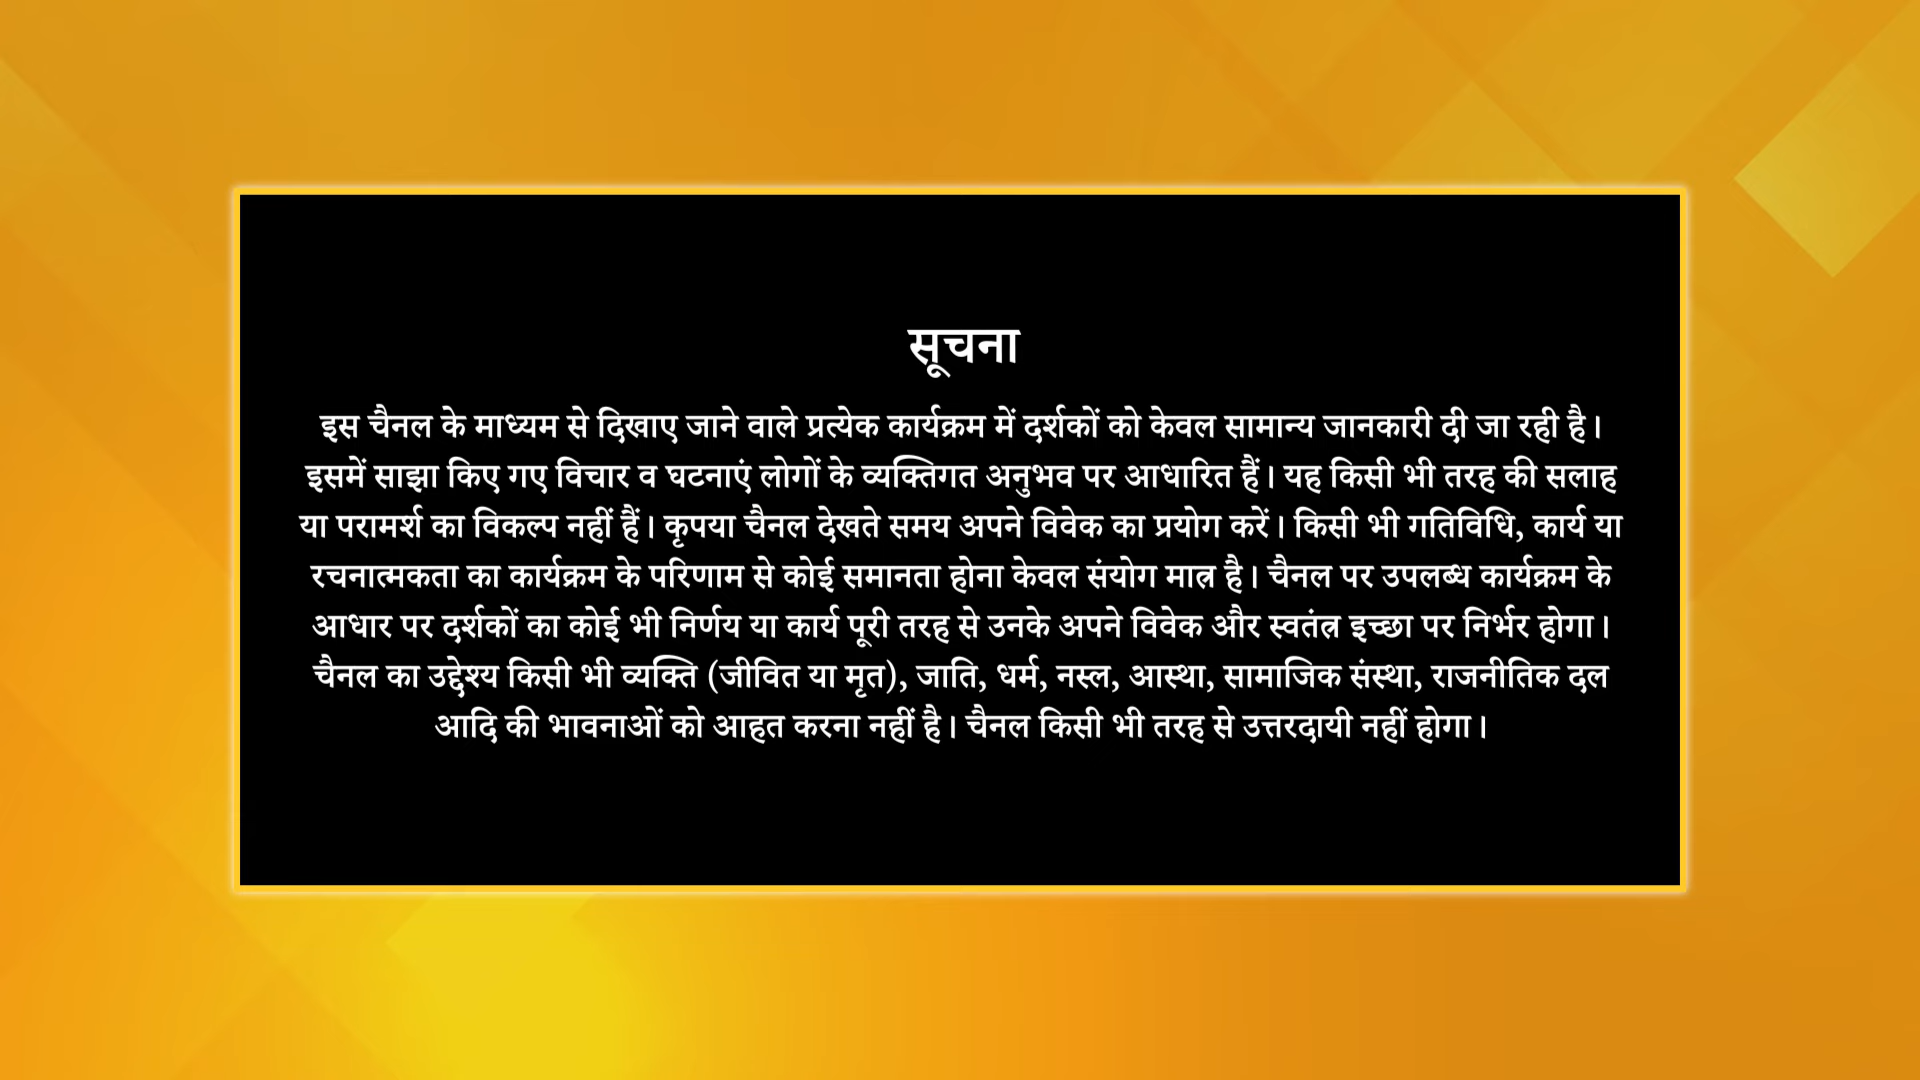 सूचना
इस चैनल के माध्यम से दिखाए जाने वाले प्रत्येक कार्यक्रम में दर्शकों को केवल सामान्य जानकारी दी जा रही है।
इसमें साझा किए गए विचार व घटनाएं लोगों के व्यक्तिगत अनुभव पर आधारित हैं। यह किसी भी तरह की सलाह
या परामर्श का विकल्प नहीं हैं। कृपया चैनल देखते समय अपने विवेक का प्रयोग करें। किसी भी गतिविधि, कार्य या
रचनात्मकता का कार्यक्रम के परिणाम से कोई समानता होना केवल संयोग मात्र है। चैनल पर उपलब्ध कार्यक्रम के
आधार पर दर्शकों का कोई भी निर्णय या कार्य पूरी तरह से उनके अपने विवेक और स्वतंत्र इच्छा पर निर्भर होगा।
चैनल का उद्देश्य किसी भी व्यक्ति (जीवित या मृत), जाति, धर्म, नस्ल, आस्था, सामाजिक संस्था, राजनीतिक दल
आदि की भावनाओं को आहत करना नहीं है। चैनल किसी भी तरह से उत्तरदायी नहीं होगा।